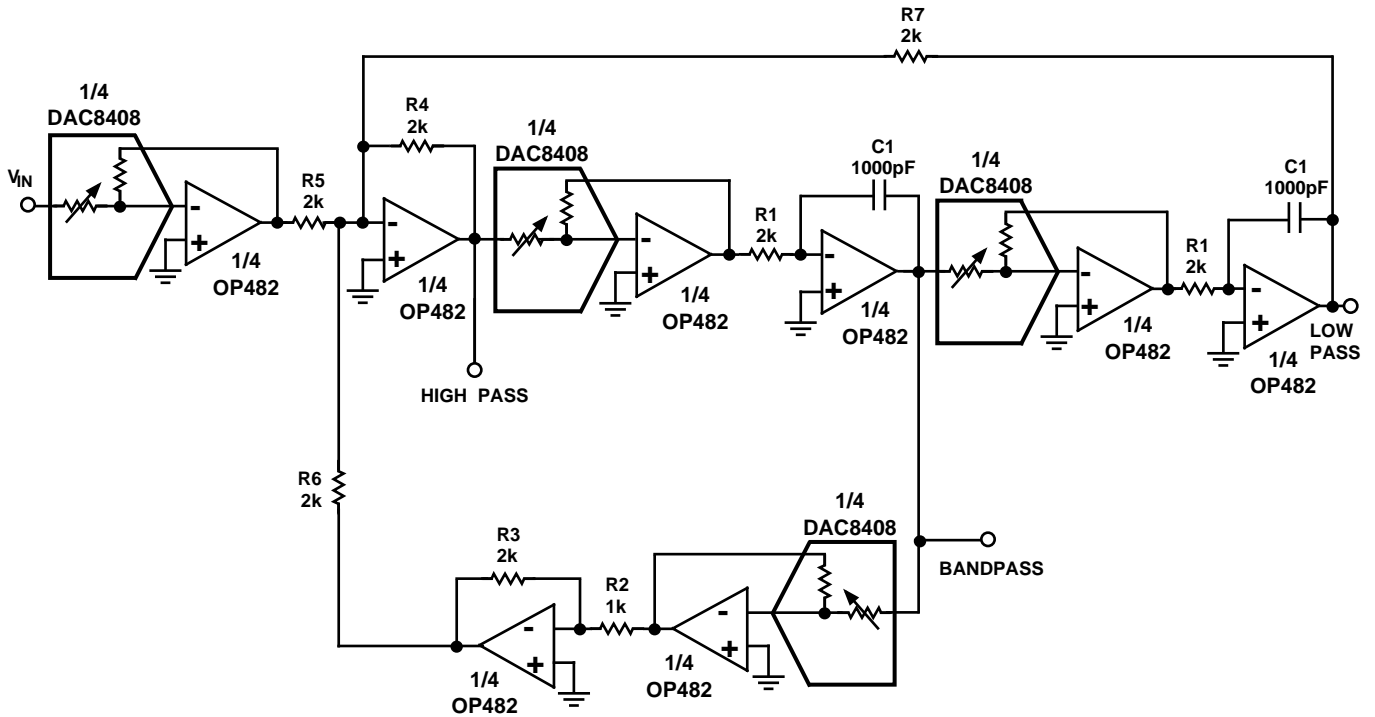 R7
2k
1/4
DAC8408
R4
2k
1/4
DAC8408
C1
1000pF
1/4
DAC8408
C1
1000pF
VIN
R5
2k
R1
2k
R1
2k
-
+
1/4
OP482
-
+
1/4
OP482
-
+
1/4
OP482
-
+
1/4
OP482
-
+
1/4
OP482
-
+
1/4
OP482
LOW
PASS
HIGH PASS
R6
2k
1/4
DAC8408
BANDPASS
R3
2k
R2
1k
-
+
1/4
OP482
-
+
1/4
OP482